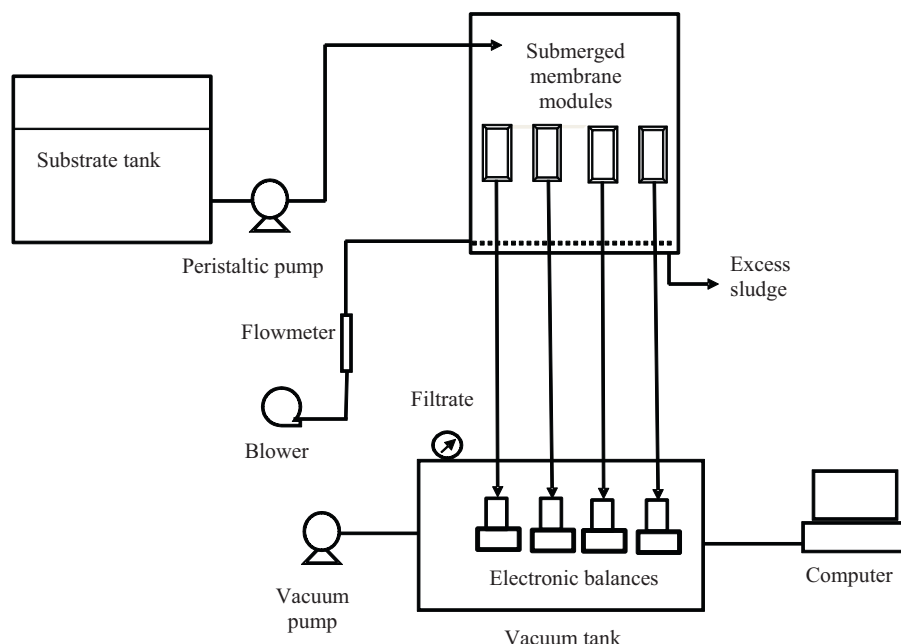 Submerged
membrane
modules
Substrate tank
Peristaltic pump
Excess
sludge
Flowmeter
Filtrate
Blower
Electronic balances
Computer
Vacuum
pump
Vacuum tank